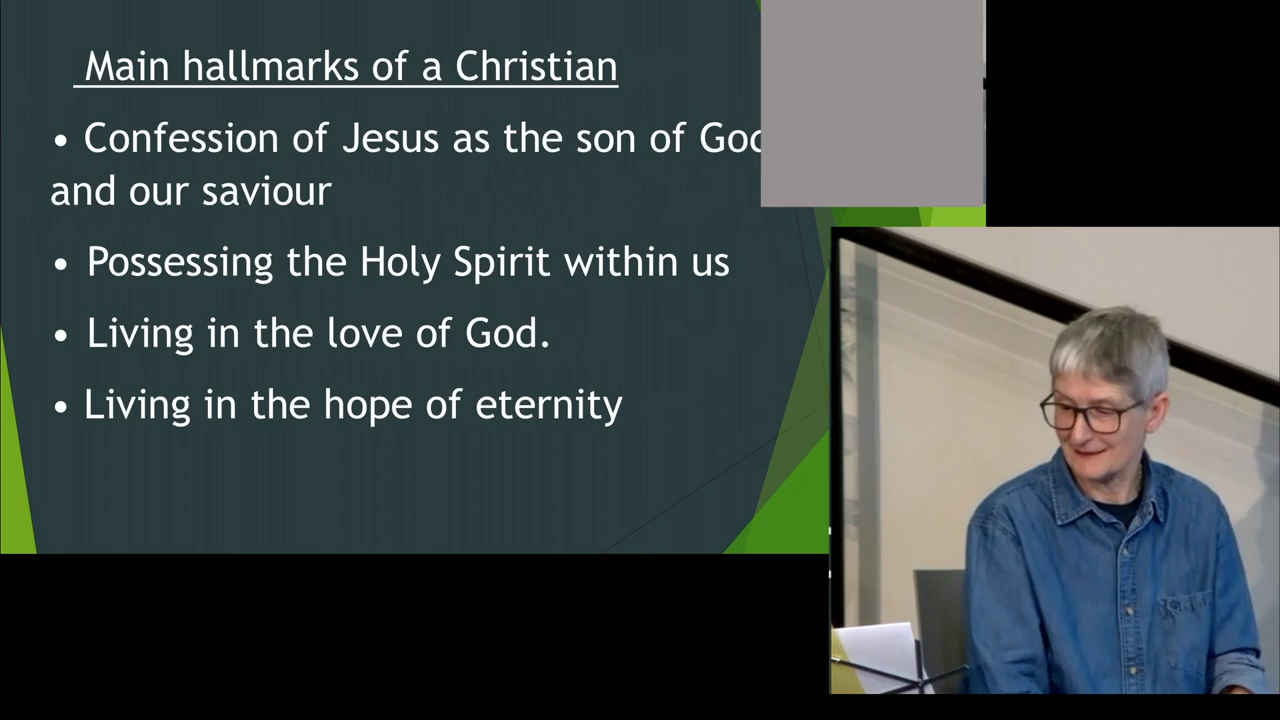 Main hallmarks of a Christian
• Confession of Jesus as the son of God
and our saviour
• Possessing the Holy Spirit within us
• Living in the love of God.
• Living in the hope of eternity